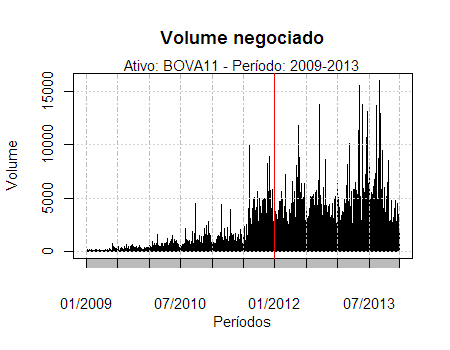 Volume negociado
Ativo: BOVA11 - Período: 2009-2013
Volume
15000
10000
5000
0
01/2009 07/2010 01/2012 07/2013
Períodos